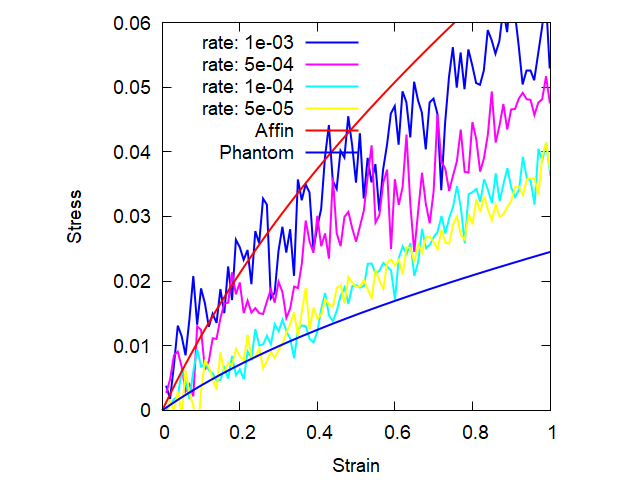 0.06
0.05
0.04
0.03
0.02
0.01
0
Stress
rate: 1e-03
rate: 5e-04
rate: 1e-04
rate: 5e-05
Affin
Phantom
0 0.2 0.4 0.6 0.8 1
Strain